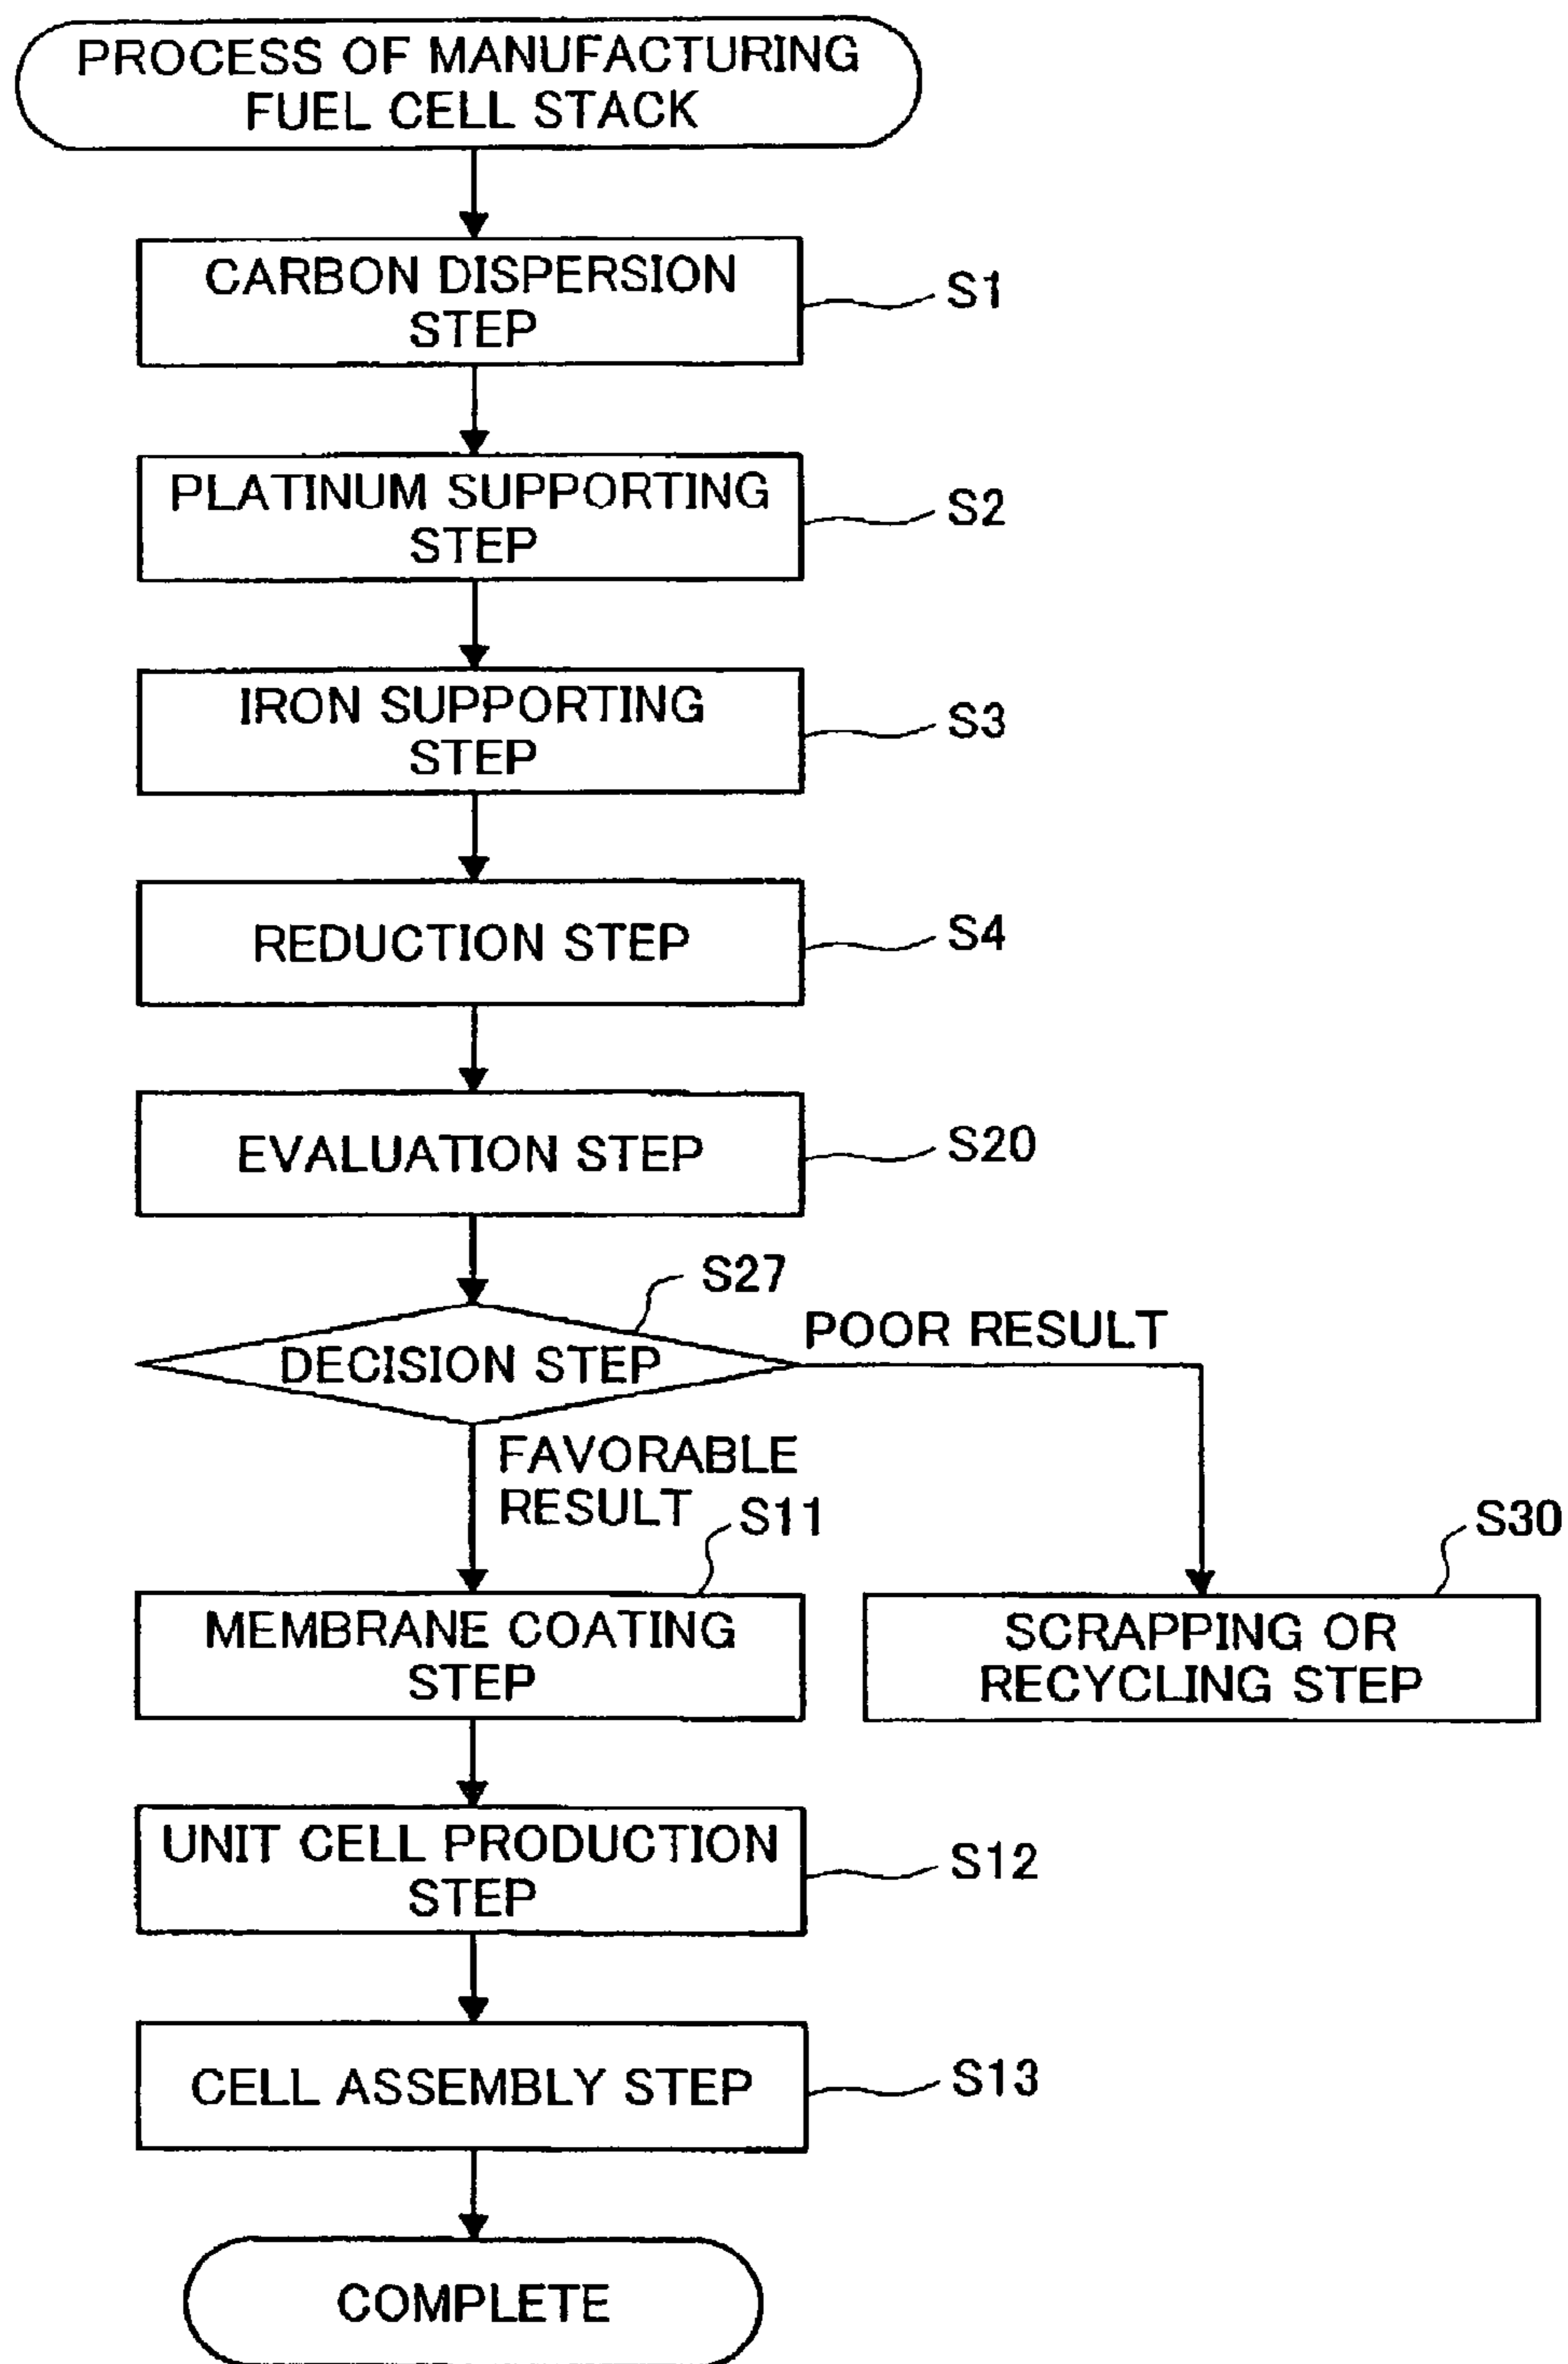 PROCESS OF MANUFACTURING
FUEL CELL STACK
CARBON DISPERSION
STEP
S1
PLATINUM SUPPORTING
STEP
S2
IRON SUPPORTING
STEP
S3
REDUCTION STEP
S4
EVALUATION STEP
S20
S27
DECISION STEP
POOR RESULT
FAVORABLE
RESULT
S11
S30
MEMBRANE COATING
STEP
SCRAPPING OR
RECYCLING STEP
UNIT CELL PRODUCTION
STEP
S12
CELL ASSEMBLY STEP
S13
COMPLETE